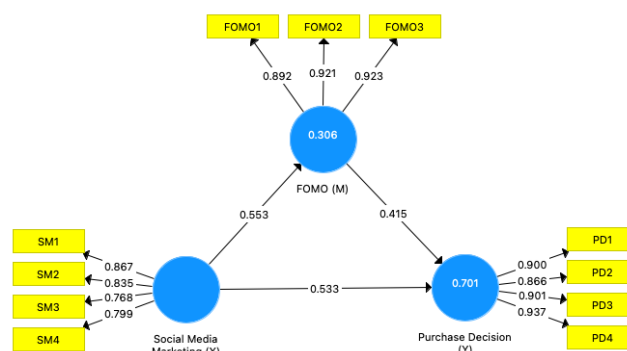 FOMO1
FOMO2
FOMO3
0.892
0.921
0.923
0.306
FOMO (M)
0.553
0.415
SM1
SM2
SM3
SM4
0.867
0.835
0.768
0.799
Social Media
Marketing (X)
0.533
0.701
Purchase Decision
(Y)
0.900
0.866
0.901
0.937
PD1
PD2
PD3
PD4